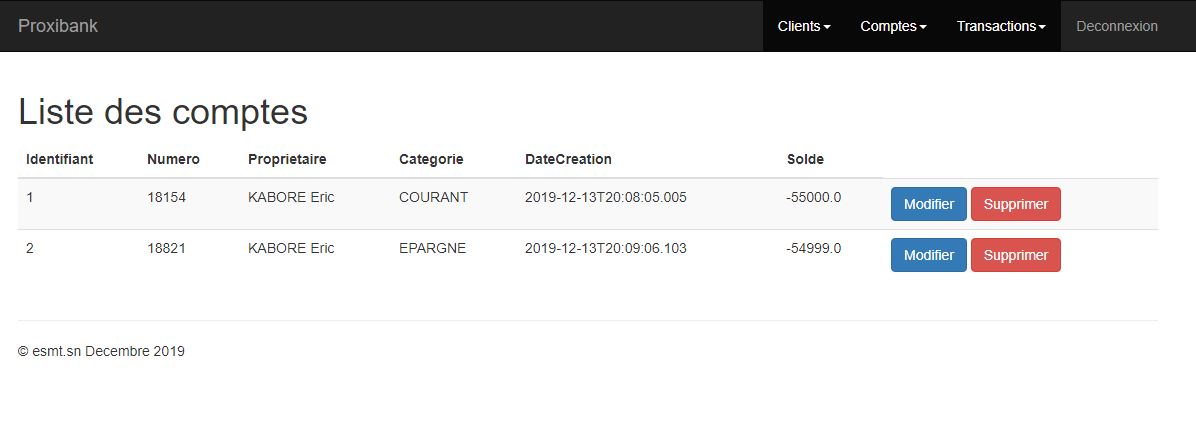 Proxibank Clients Comptes Transactions Deconnexion
Liste des comptes
Identifiant Numero Proprietaire Categorie DateCreation Solde
1 18154 KABORE Eric COURANT 2019-12-13T20:08:05.005 -55000.0 Modifier Supprimer
2 18821 KABORE Eric EPARGNE 2019-12-13T20:09:06.103 -54999.0 Modifier Supprimer
© esmt.sn Decembre 2019